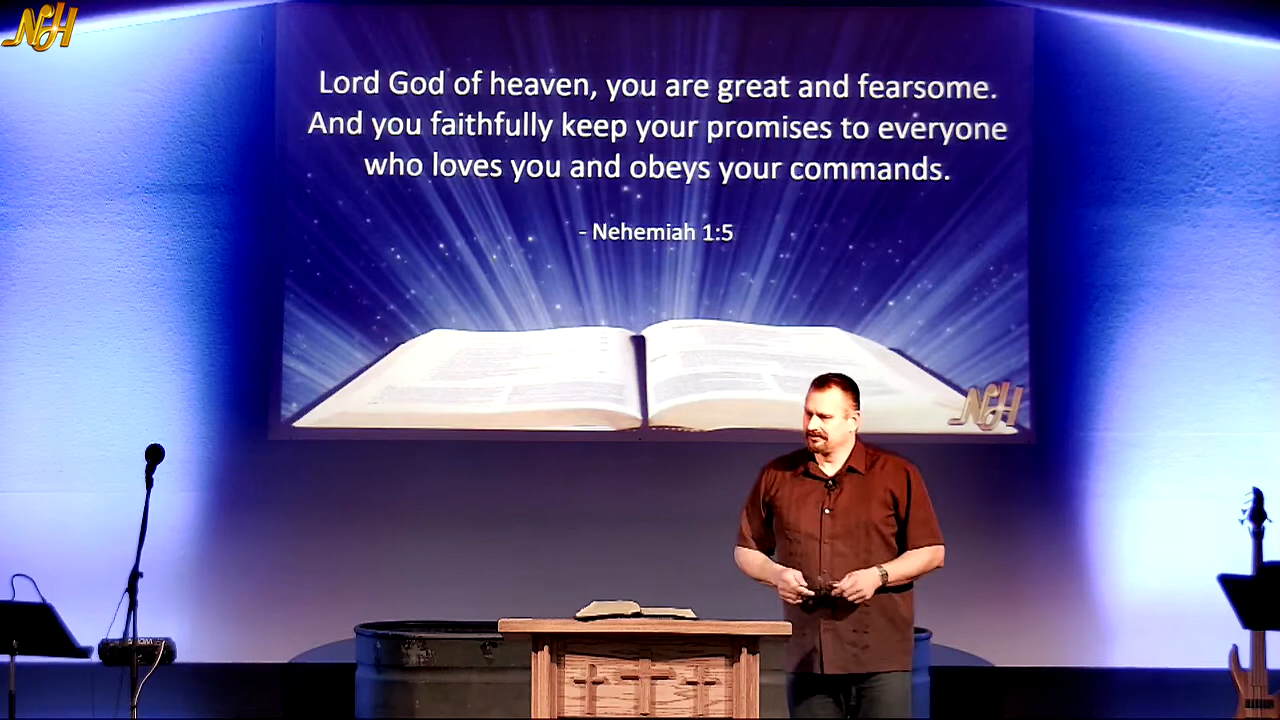 NH
Lord God of heaven, you are great and fearsome.
And you faithfully keep your promises to everyone
who loves you and obeys your commands.
- Nehemiah 1:5
NH